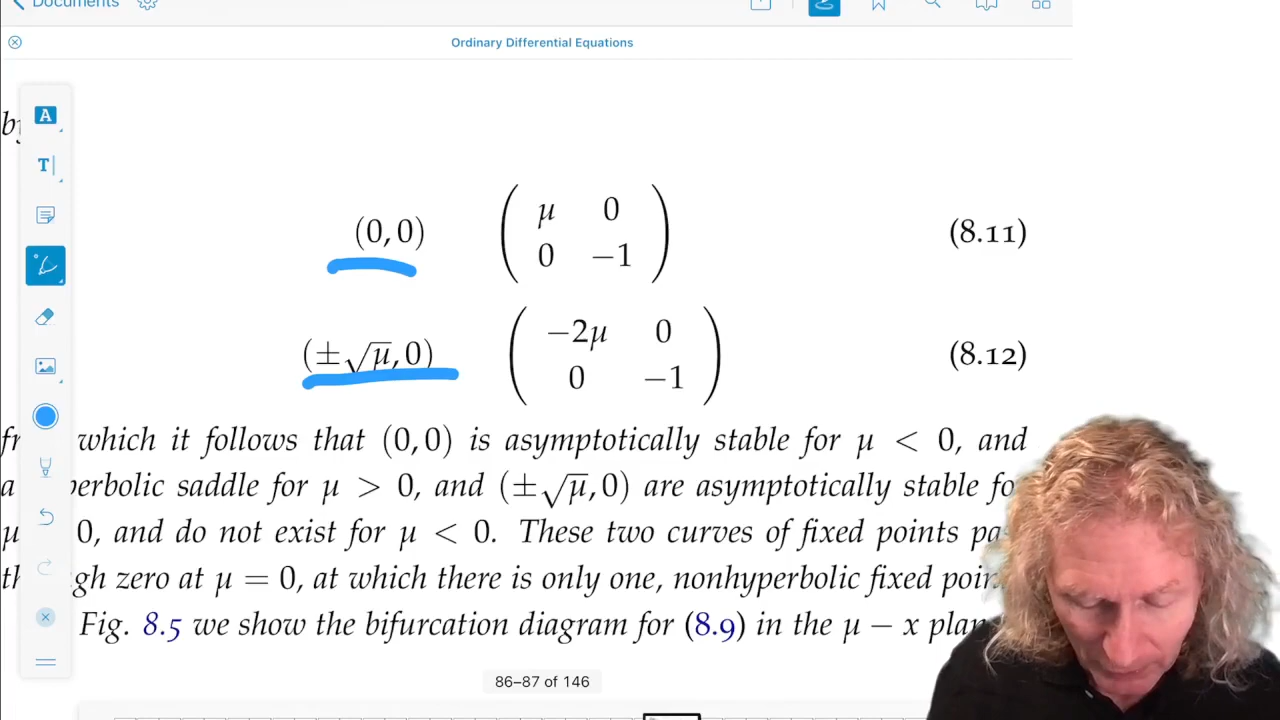 Documents
Ordinary Differential Equations
A
T
(0, 0) ( μ 0 0 −1 ) (8.11)
(±√μ, 0) ( −2μ 0 0 −1 ) (8.12)
which it follows that (0, 0) is asymptotically stable for μ < 0, and
a perbolic saddle for μ > 0, and (±√μ, 0) are asymptotically stable fo
μ 0, and do not exist for μ < 0. These two curves of fixed points pa
th gh zero at μ = 0, at which there is only one, nonhyperbolic fixed poin
Fig. 8.5 we show the bifurcation diagram for (8.9) in the μ − x plan
86–87 of 146